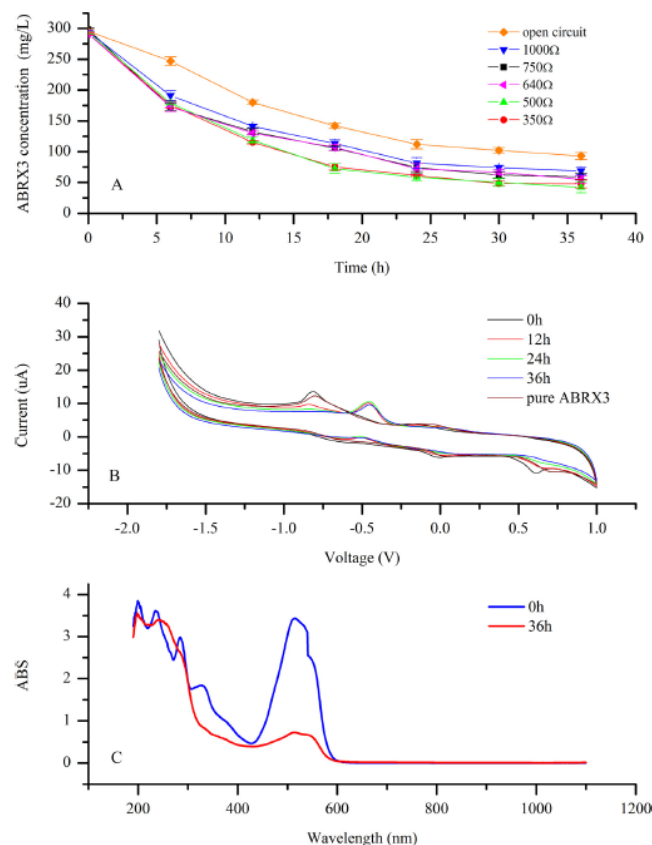 300
250
200
150
100
50
0
ABRX3 concentration (mg/L)
open circuit
1000Ω
750Ω
640Ω
500Ω
350Ω
A
0 5 10 15 20 25 30 35 40
Time (h)
40
30
20
10
0
-10
-20
Current (uA)
0h
12h
24h
36h
pure ABRX3
B
-2.0 -1.5 -1.0 -0.5 0.0 0.5 1.0
Voltage (V)
4
3
2
1
0
ABS
0h
36h
C
200 400 600 800 1000 1200
Wavelength (nm)